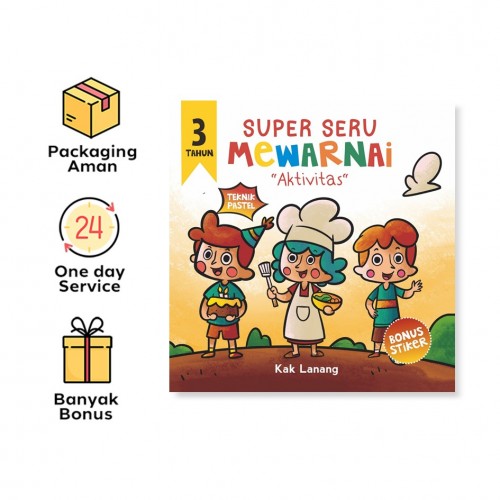 Packaging
Aman
24
One day
Service
Banyak
Bonus
3
TAHUN
SUPER SERU
MeWARNAi
"Aktivitas"
TEKNIK
PASTEL
BONUS
STIKER
Kak Lanang